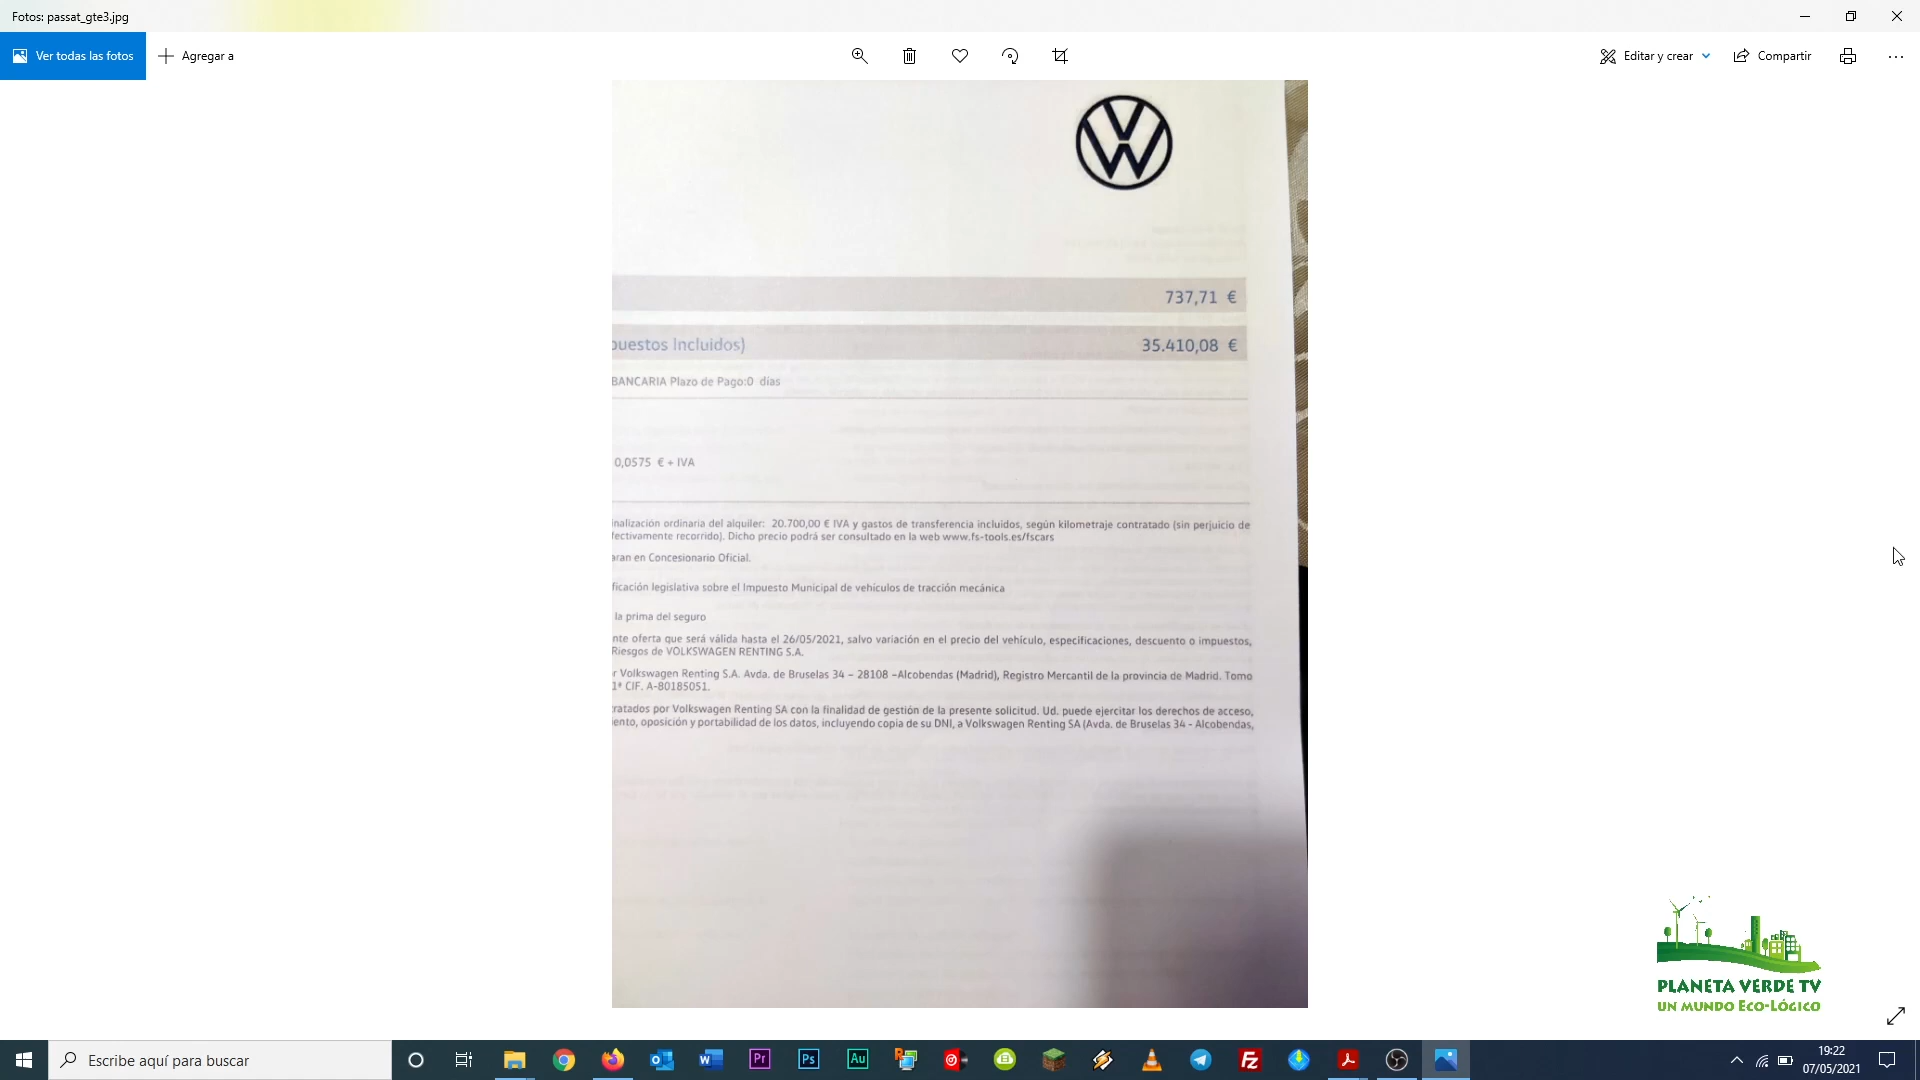 Fotos: passat_gte3.jpg
Ver todas las fotos
Agregar a
Editar y crear
Compartir
737,71 €
puestos Incluidos)
35.410,08 €
BANCARIA Plazo de Pago:0 días
0,0575 € + IVA
inalización ordinaria del alquiler: 20.700,00 € IVA y gastos de transferencia incluidos, según kilometraje contratado (sin perjuicio de
fectivamente recorrido). Dicho precio podrá ser consultado en la web www.fs-tools.es/fscars
aran en Concesionario Oficial.
ficación legislativa sobre el Impuesto Municipal de vehículos de tracción mecánica
la prima del seguro
nte oferta que será válida hasta el 26/05/2021, salvo variación en el precio del vehículo, especificaciones, descuento o impuestos,
Riesgos de VOLKSWAGEN RENTING S.A.
r Volkswagen Renting S.A. Avda. de Bruselas 34 – 28108 –Alcobendas (Madrid), Registro Mercantil de la provincia de Madrid. Tomo
1ª CIF. A-80185051.
tratados por Volkswagen Renting SA con la finalidad de gestión de la presente solicitud. Ud. puede ejercitar los derechos de acceso,
ento, oposición y portabilidad de los datos, incluyendo copia de su DNI, a Volkswagen Renting SA (Avda. de Bruselas 34 - Alcobendas,
PLANETA VERDE TV
UN MUNDO ECO-LÓGICO
Escribe aquí para buscar
19:22
07/05/2021